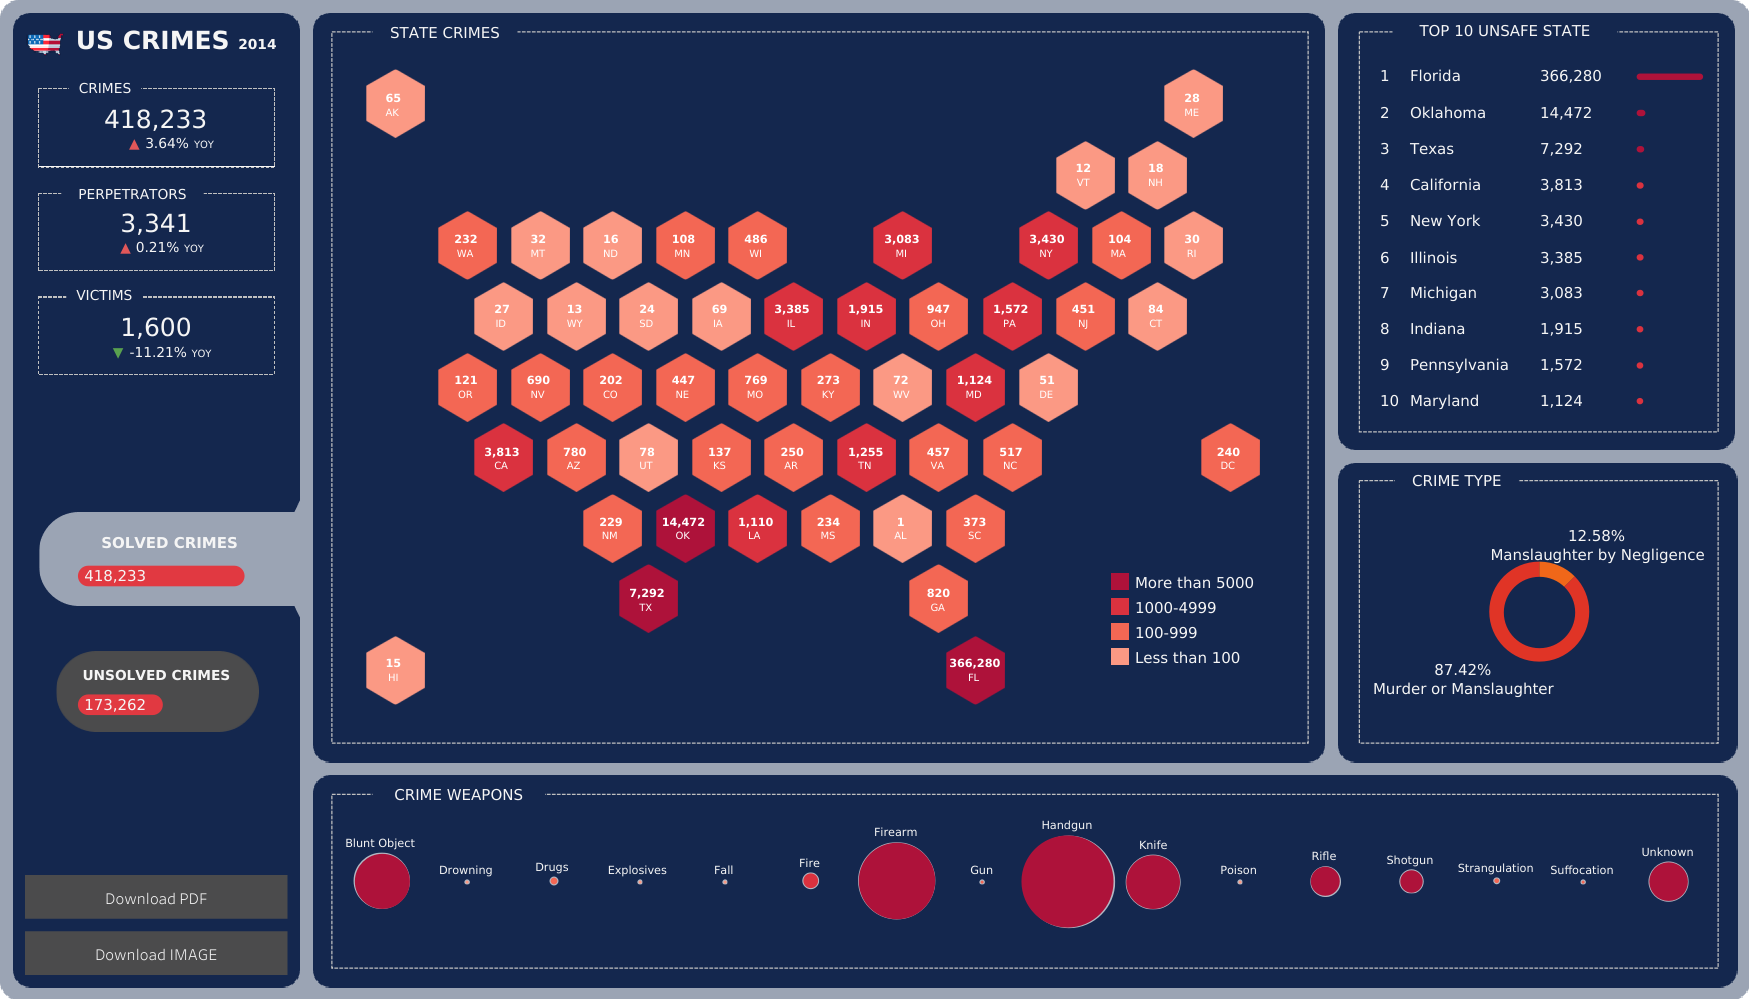 US CRIMES 2014
CRIMES
418,233
▲ 3.64% YOY
PERPETRATORS
3,341
▲ 0.21% YOY
VICTIMS
1,600
▼ -11.21% YOY
SOLVED CRIMES
418,233
UNSOLVED CRIMES
173,262
Download PDF
Download IMAGE
STATE CRIMES
65
AK
28
ME
12
VT
18
NH
232
WA
32
MT
16
ND
108
MN
486
WI
3,083
MI
3,430
NY
104
MA
30
RI
27
ID
13
WY
24
SD
69
IA
3,385
IL
1,915
IN
947
OH
1,572
PA
451
NJ
84
CT
121
OR
690
NV
202
CO
447
NE
769
MO
273
KY
72
WV
1,124
MD
51
DE
3,813
CA
780
AZ
78
UT
137
KS
250
AR
1,255
TN
457
VA
517
NC
240
DC
229
NM
14,472
OK
1,110
LA
234
MS
1
AL
373
SC
7,292
TX
820
GA
15
HI
366,280
FL
More than 5000
1000-4999
100-999
Less than 100
TOP 10 UNSAFE STATE
1 Florida 366,280
2 Oklahoma 14,472
3 Texas 7,292
4 California 3,813
5 New York 3,430
6 Illinois 3,385
7 Michigan 3,083
8 Indiana 1,915
9 Pennsylvania 1,572
10 Maryland 1,124
CRIME TYPE
12.58%
Manslaughter by Negligence
87.42%
Murder or Manslaughter
CRIME WEAPONS
Blunt Object
Drowning
Drugs
Explosives
Fall
Fire
Firearm
Gun
Handgun
Knife
Poison
Rifle
Shotgun
Strangulation
Suffocation
Unknown